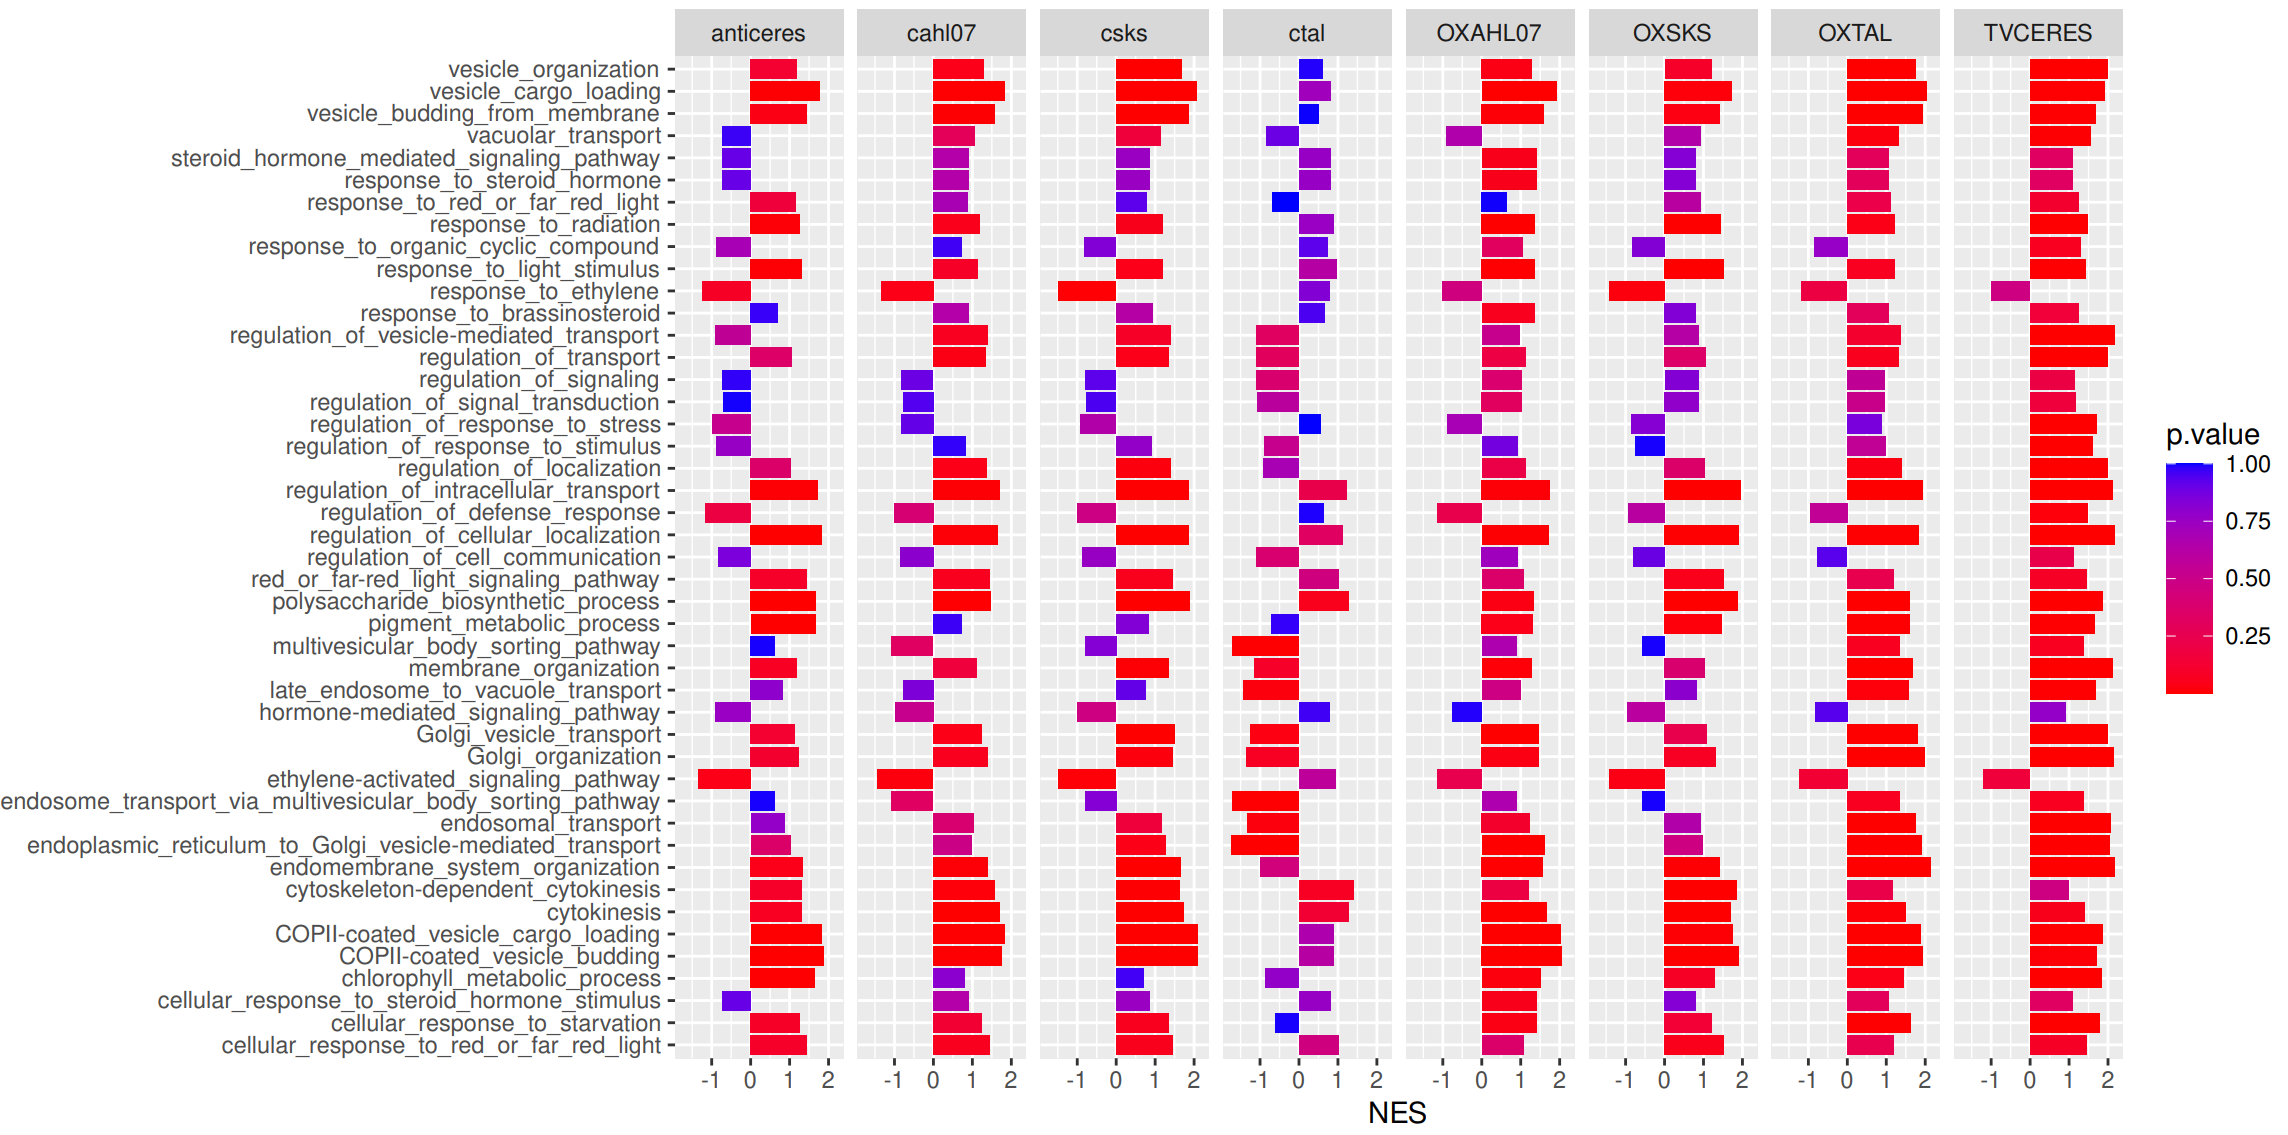 anticeres cahl07 csks ctal OXAHL07 OXSKS OXTAL TVCERES
vesicle_organization
vesicle_cargo_loading
vesicle_budding_from_membrane
vacuolar_transport
steroid_hormone_mediated_signaling_pathway
response_to_steroid_hormone
response_to_red_or_far_red_light
response_to_radiation
response_to_organic_cyclic_compound
response_to_light_stimulus
response_to_ethylene
response_to_brassinosteroid
regulation_of_vesicle-mediated_transport
regulation_of_transport
regulation_of_signaling
regulation_of_signal_transduction
regulation_of_response_to_stress
regulation_of_response_to_stimulus
regulation_of_localization
regulation_of_intracellular_transport
regulation_of_defense_response
regulation_of_cellular_localization
regulation_of_cell_communication
red_or_far-red_light_signaling_pathway
polysaccharide_biosynthetic_process
pigment_metabolic_process
multivesicular_body_sorting_pathway
membrane_organization
late_endosome_to_vacuole_transport
hormone-mediated_signaling_pathway
Golgi_vesicle_transport
Golgi_organization
ethylene-activated_signaling_pathway
endosome_transport_via_multivesicular_body_sorting_pathway
endosomal_transport
endoplasmic_reticulum_to_Golgi_vesicle-mediated_transport
endomembrane_system_organization
cytoskeleton-dependent_cytokinesis
cytokinesis
COPII-coated_vesicle_cargo_loading
COPII-coated_vesicle_budding
chlorophyll_metabolic_process
cellular_response_to_steroid_hormone_stimulus
cellular_response_to_starvation
cellular_response_to_red_or_far_red_light
-1 0 1 2 -1 0 1 2 -1 0 1 2 -1 0 1 2 -1 0 1 2 -1 0 1 2 -1 0 1 2 -1 0 1 2
NES
p.value
1.00
0.75
0.50
0.25